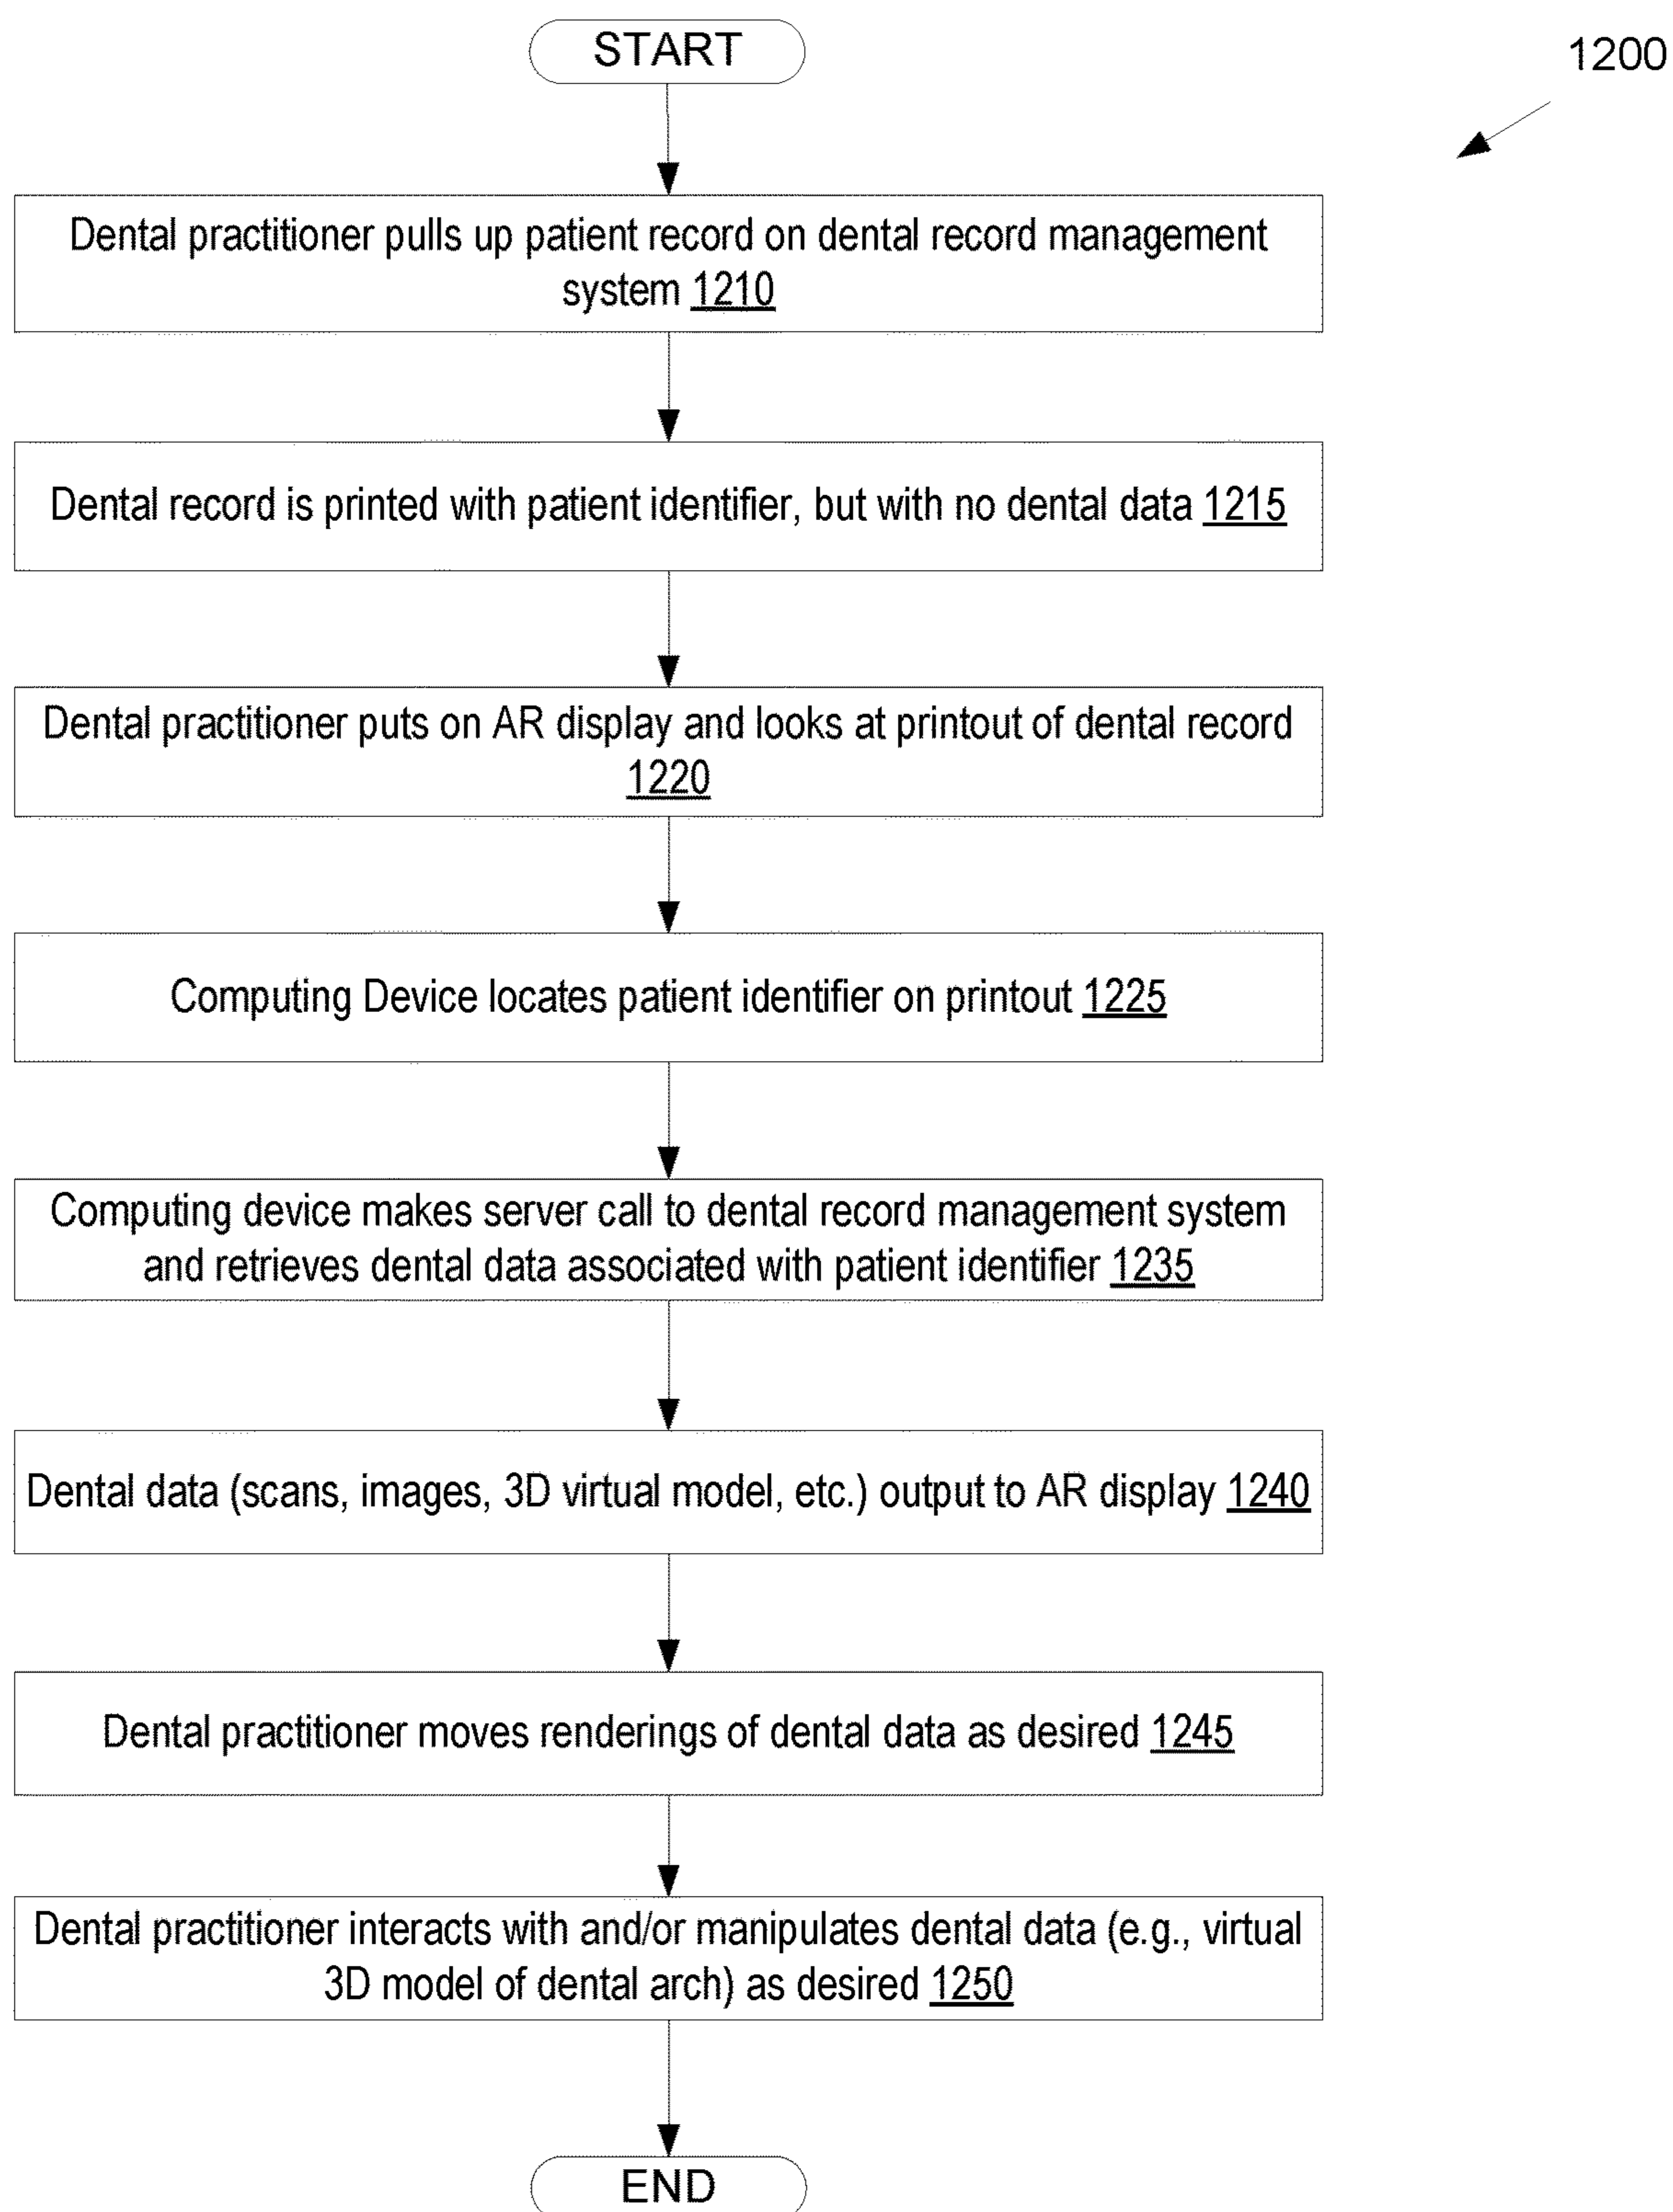 START
1200
Dental practitioner pulls up patient record on dental record management
system 1210
Dental record is printed with patient identifier, but with no dental data 1215
Dental practitioner puts on AR display and looks at printout of dental record
1220
Computing Device locates patient identifier on printout 1225
Computing device makes server call to dental record management system
and retrieves dental data associated with patient identifier 1235
Dental data (scans, images, 3D virtual model, etc.) output to AR display 1240
Dental practitioner moves renderings of dental data as desired 1245
Dental practitioner interacts with and/or manipulates dental data (e.g., virtual
3D model of dental arch) as desired 1250
END